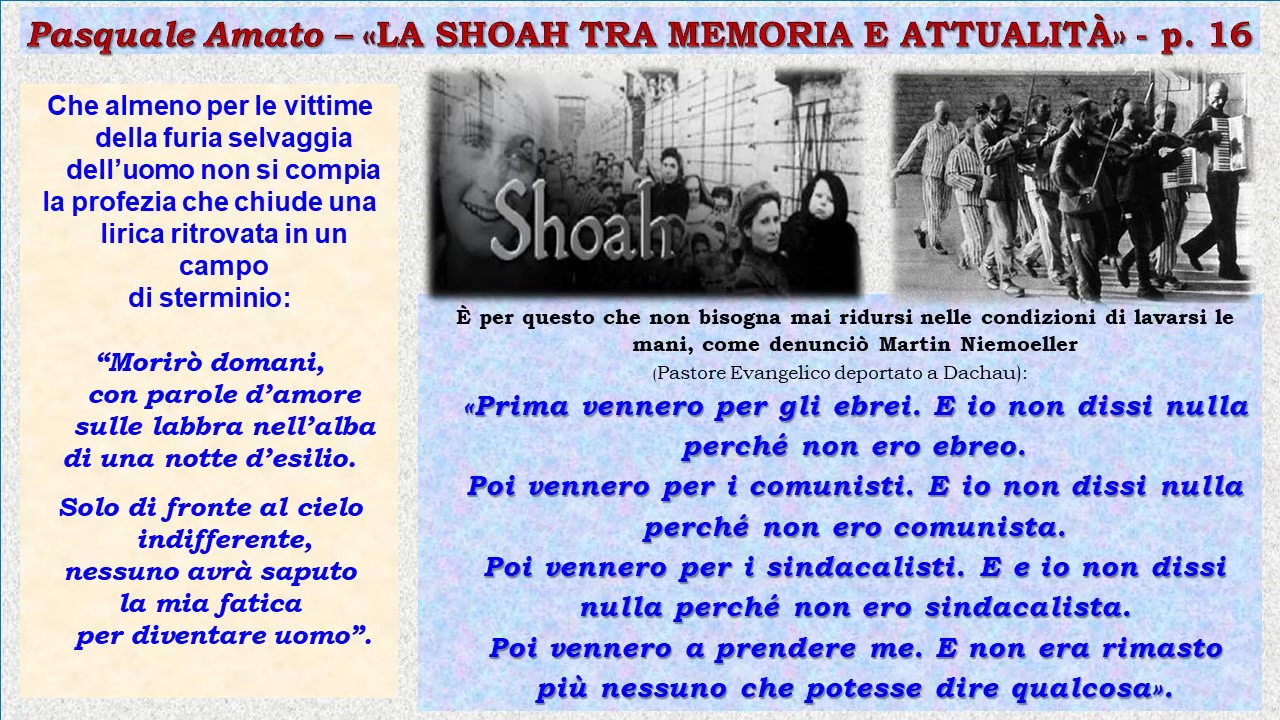 Pasquale Amato – «LA SHOAH TRA MEMORIA E ATTUALITÀ» - p. 16
Che almeno per le vittime
della furia selvaggia
dell’uomo non si compia
la profezia che chiude una
lirica ritrovata in un
campo
di sterminio:
“Morirò domani,
con parole d’amore
sulle labbra nell’alba
di una notte d’esilio.
Solo di fronte al cielo
indifferente,
nessuno avrà saputo
la mia fatica
per diventare uomo”.
Shoah
È per questo che non bisogna mai ridursi nelle condizioni di lavarsi le
mani, come denunciò Martin Niemoeller
(Pastore Evangelico deportato a Dachau):
«Prima vennero per gli ebrei. E io non dissi nulla
perché non ero ebreo.
Poi vennero per i comunisti. E io non dissi nulla
perché non ero comunista.
Poi vennero per i sindacalisti. E e io non dissi
nulla perché non ero sindacalista.
Poi vennero a prendere me. E non era rimasto
più nessuno che potesse dire qualcosa».